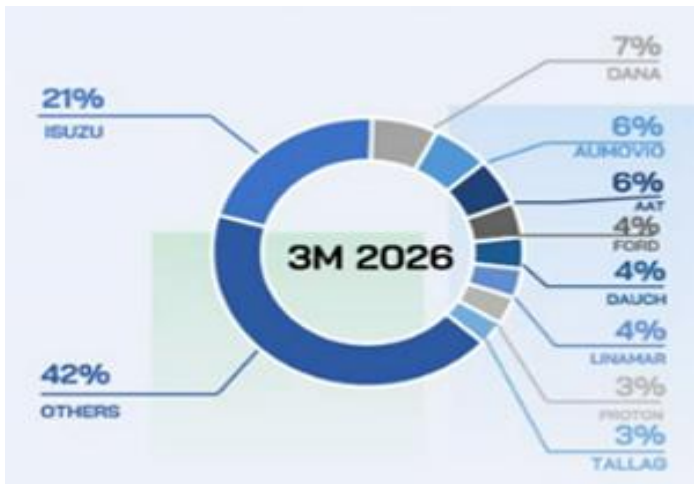 7%
DANA
21%
ISUZU
6%
AUMOVIO
6%
AAT
4%
FORD
3M 2026
4%
DAUCH
4%
LINAMAR
42%
OTHERS
3%
PROTON
3%
TALLAG